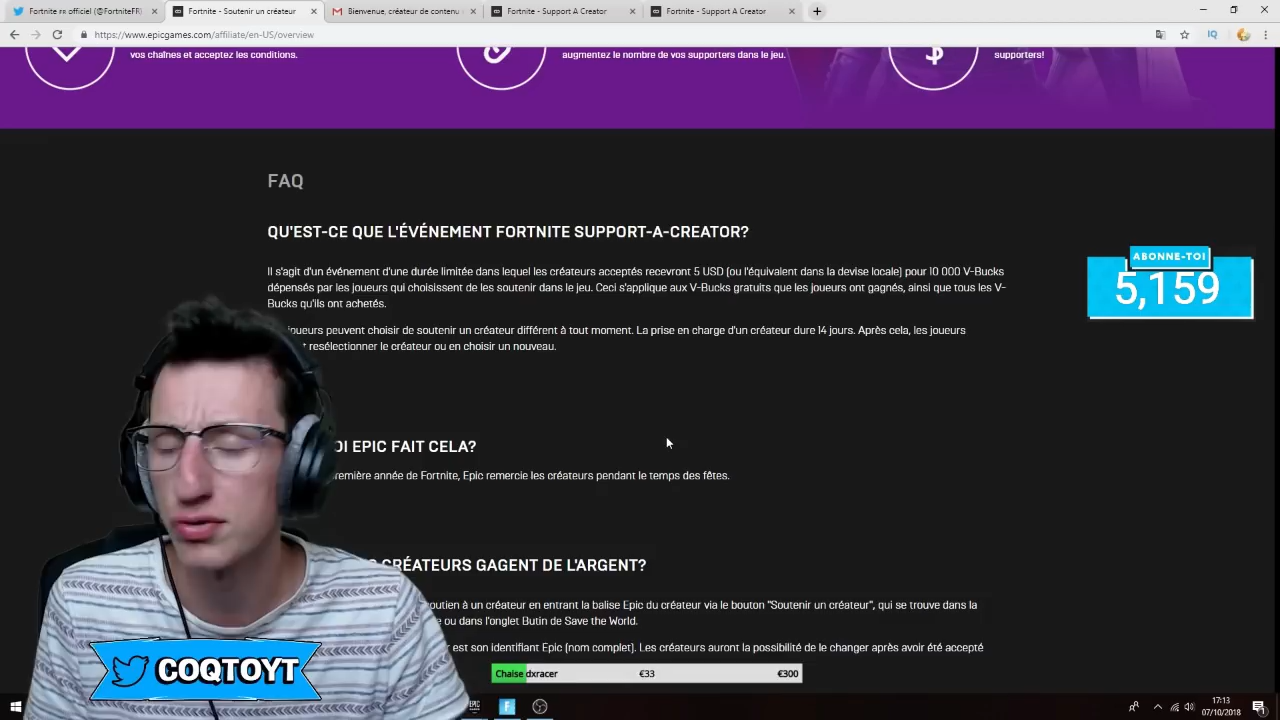 Fortnite FR officiel (@FortniteFR)
Fortnite - Soutenir un créateur
Bienvenue, créateur de contenu
Fortnite - Support A Creator
Fortnite - Support A Creator
https://www.epicgames.com/affiliate/en-US/overview
vos chaînes et acceptez les conditions.
augmentez le nombre de vos supporters dans le jeu.
supporters!
FAQ
QU'EST-CE QUE L'ÉVÉNEMENT FORTNITE SUPPORT-A-CREATOR?
Il s'agit d'un événement d'une durée limitée dans lequel les créateurs acceptés recevront 5 USD (ou l'équivalent dans la devise locale) pour 10 000 V-Bucks
dépensés par les joueurs qui choisissent de les soutenir dans le jeu. Ceci s'applique aux V-Bucks gratuits que les joueurs ont gagnés, ainsi que tous les V-
Bucks qu'ils ont achetés.
joueurs peuvent choisir de soutenir un créateur différent à tout moment. La prise en charge d'un créateur dure 14 jours. Après cela, les joueurs
resélectionner le créateur ou en choisir un nouveau.
ABONNE-TOI
5,159
OI EPIC FAIT CELA?
première année de Fortnite, Epic remercie les créateurs pendant le temps des fêtes.
CRÉATEURS GAGENT DE L'ARGENT?
outien à un créateur en entrant la balise Epic du créateur via le bouton "Soutenir un créateur", qui se trouve dans la
ou dans l'onglet Butin de Save the World.
est son identifiant Epic (nom complet). Les créateurs auront la possibilité de le changer après avoir été accepté
COQTOYT
Chaise dxracer €33 €300
EPIC
17:13
07/10/2018